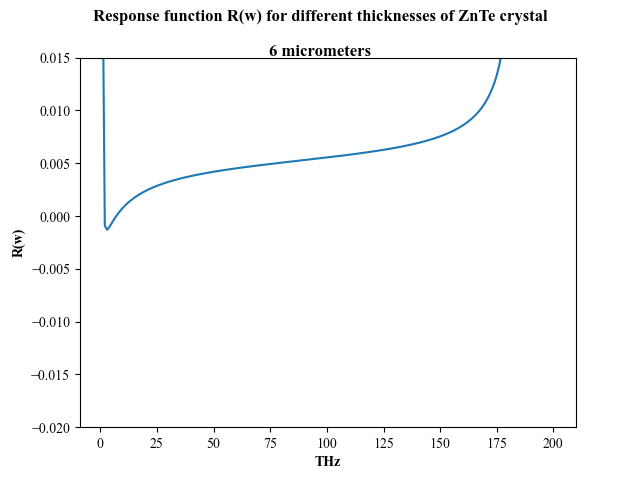 Response function R(w) for different thicknesses of ZnTe crystal
6 micrometers
0.015
0.010
0.005
0.000
−0.005
−0.010
−0.015
−0.020
R(w)
0 25 50 75 100 125 150 175 200
THz